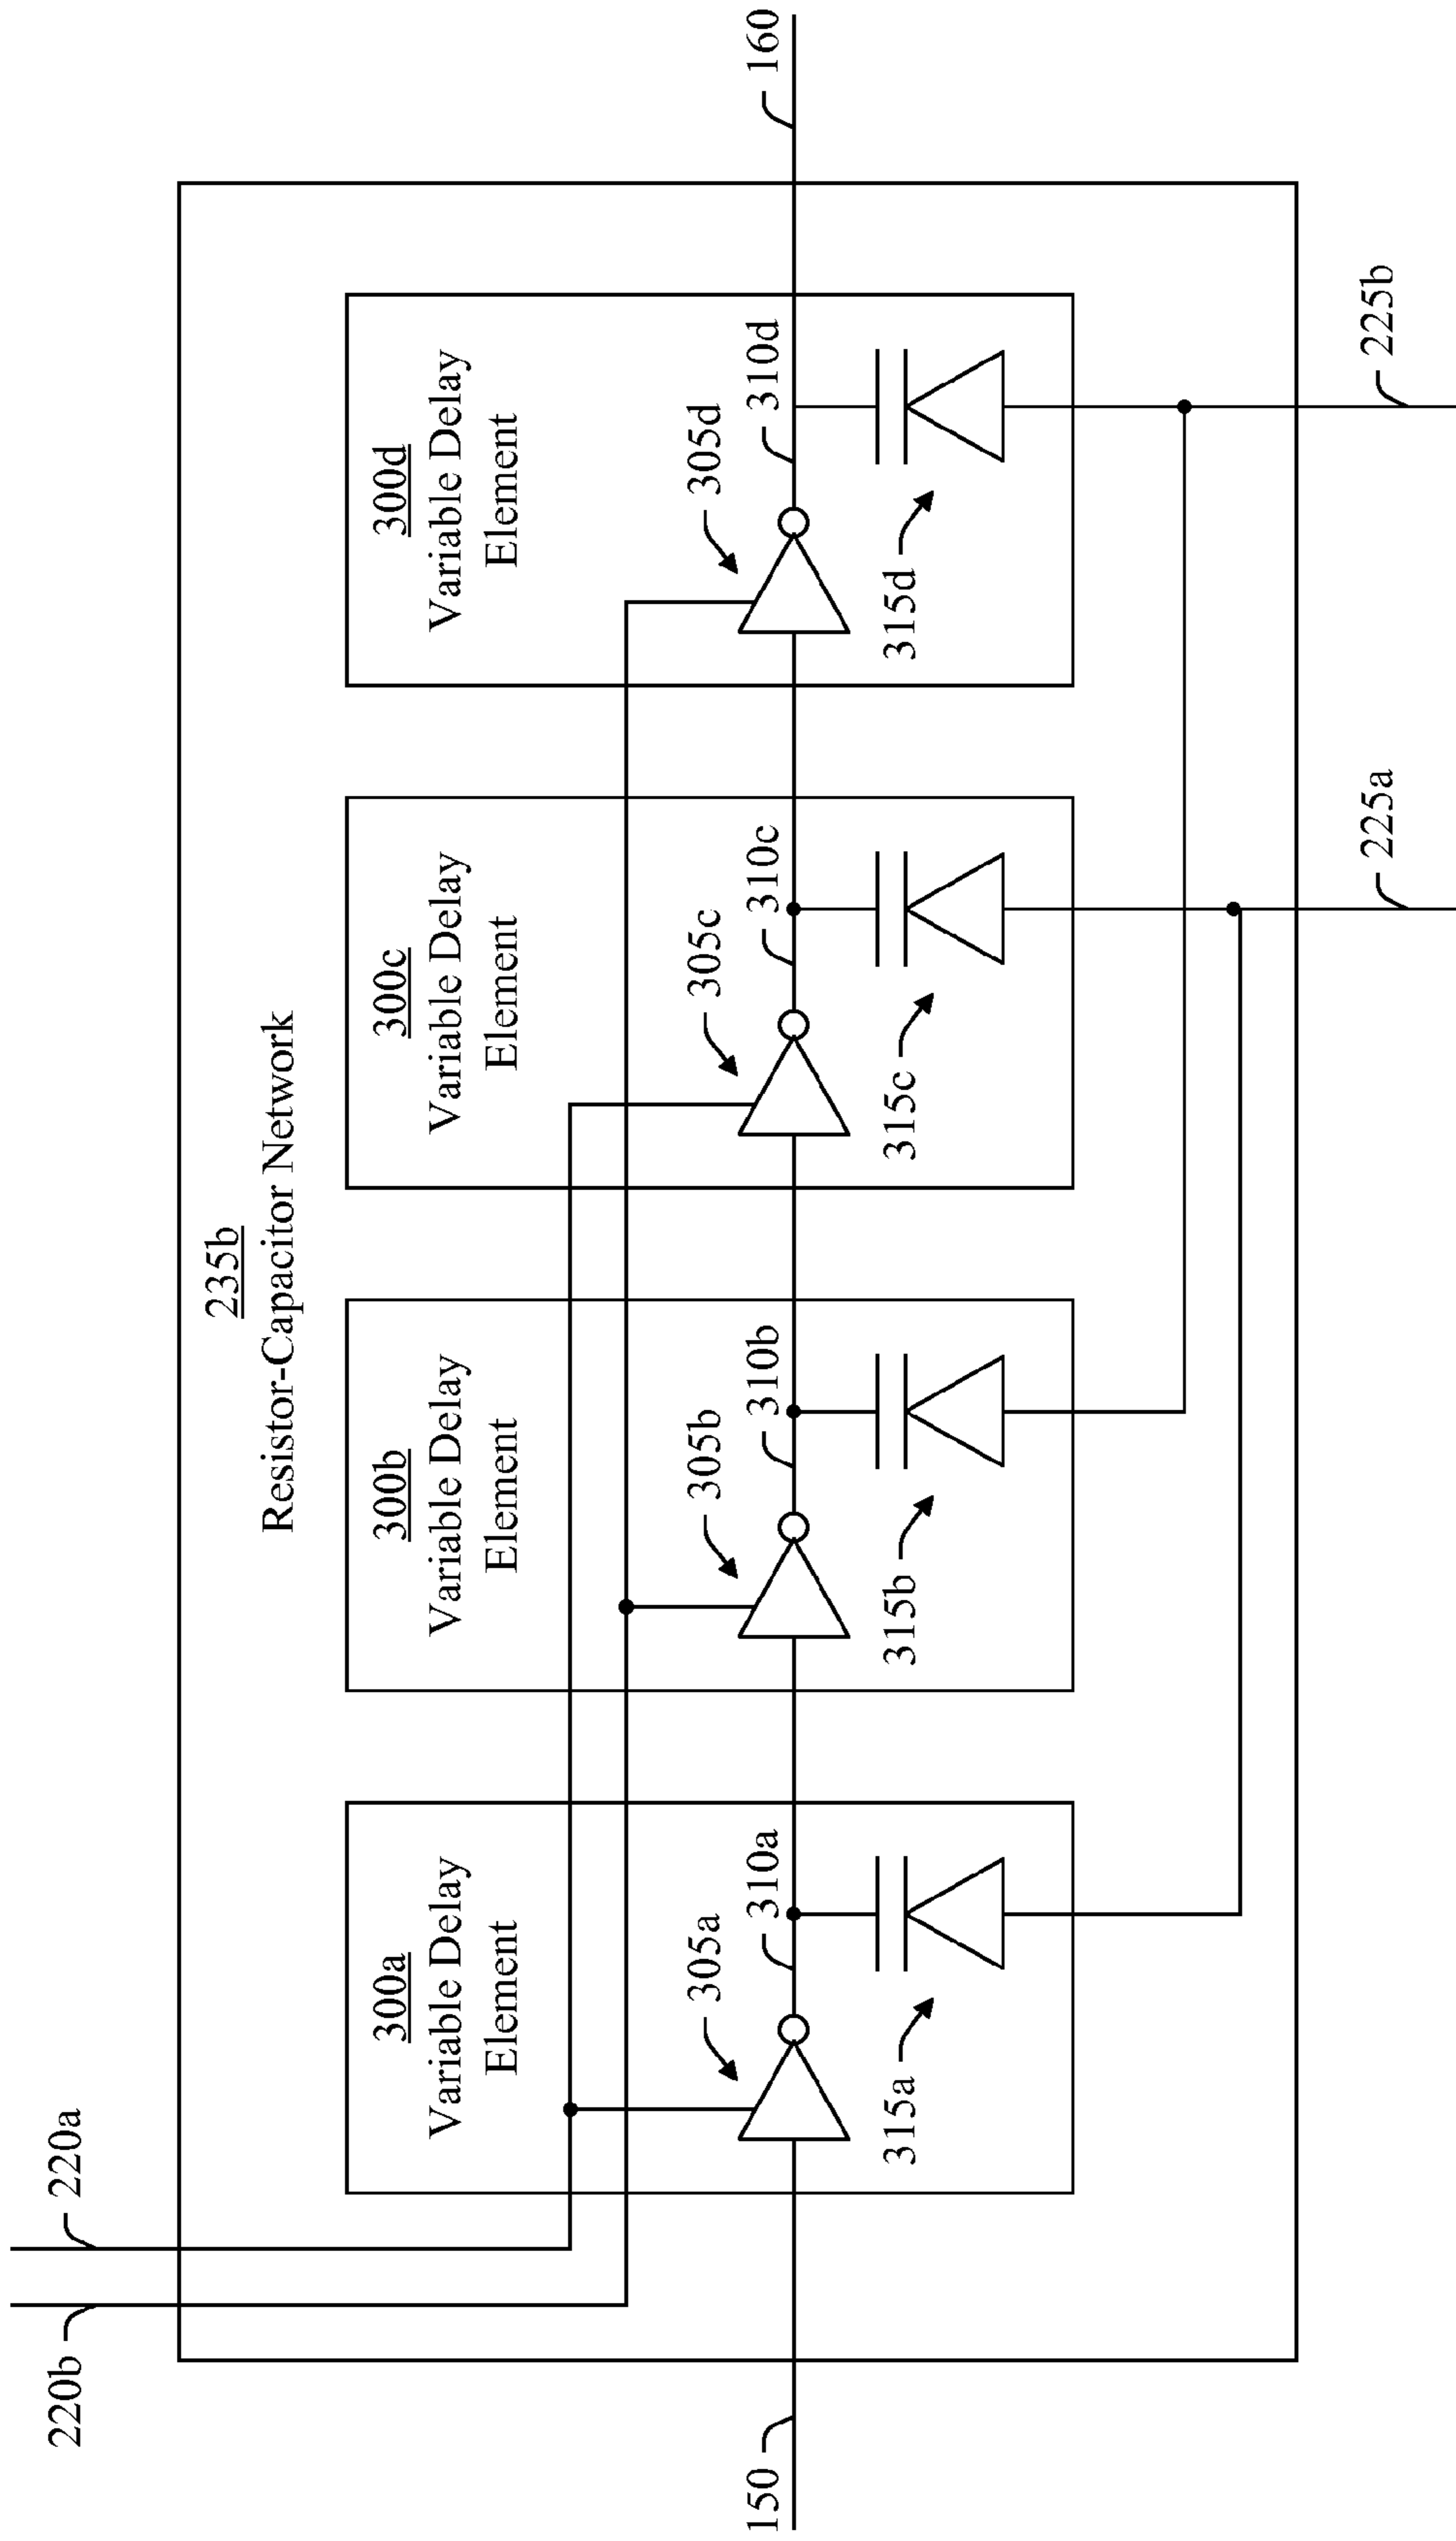 235b
Resistor-Capacitor Network
220b
220a
300a
Variable Delay
Element
300b
Variable Delay
Element
300c
Variable Delay
Element
300d
Variable Delay
Element
305a
310a
305b
310b
305c
310c
305d
310d
150
160
315a
315b
315c
315d
225a
225b